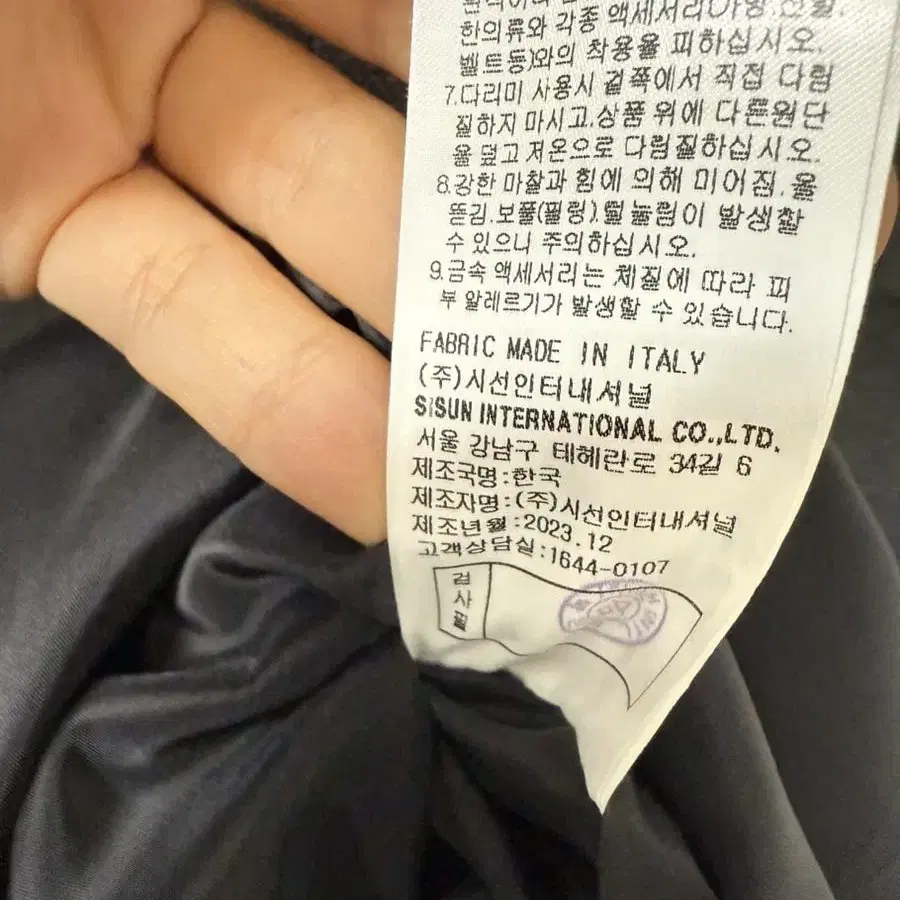 한의류와 각종 액세서리(가방.신발.
벨트등)와의 착용을 피하십시오.
7.다리미 사용시 겉쪽에서 직접 다림
질하지 마시고.상품 위에 다른원단
을 덮고 저온으로 다림질하십시오.
8.강한 마찰과 힘에 의해 미어짐.올
뜯김.보풀(필링).털눌림이 발생할
수 있으니 주의하십시오.
9.금속 액세서리는 체질에 따라 피
부 알레르기가 발생할 수 있습니다.
FABRIC MADE IN ITALY
(주)시선인터내셔널
SISUN INTERNATIONAL CO.,LTD.
서울 강남구 테헤란로 34길 6
제조국명:한국
제조자명:(주)시선인터내셔널
제조년월:2023.12
고객상담실:1644-0107
검사필